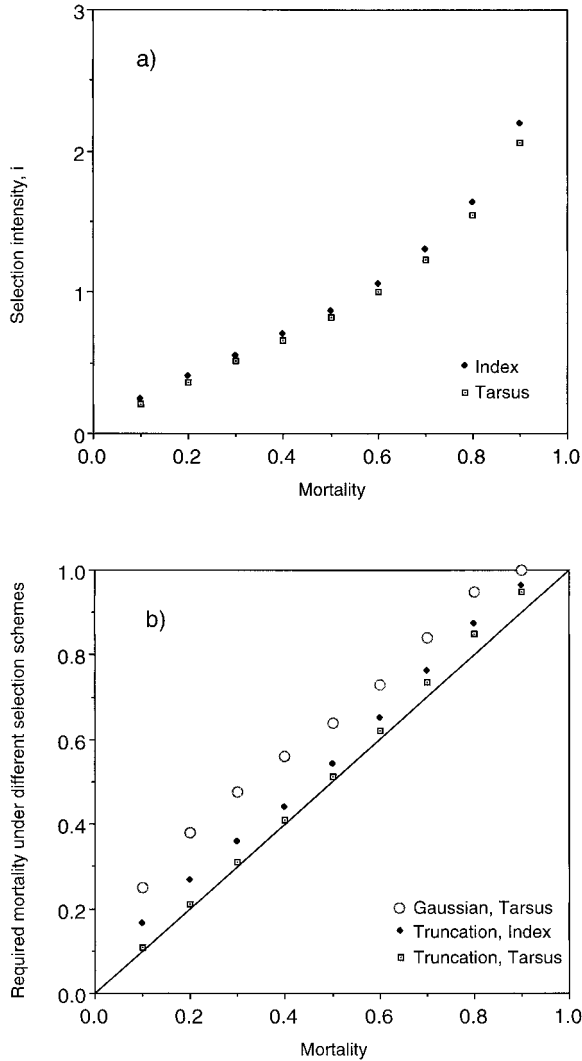 3
a)
2
Selection intensity, i
1
Index
Tarsus
0
0.0 0.2 0.4 0.6 0.8 1.0
Mortality
1.0
b)
0.8
Required mortality under different selection schemes
0.6
0.4
Gaussian, Tarsus
0.2
Truncation, Index
Truncation, Tarsus
0.0
0.0 0.2 0.4 0.6 0.8 1.0
Mortality